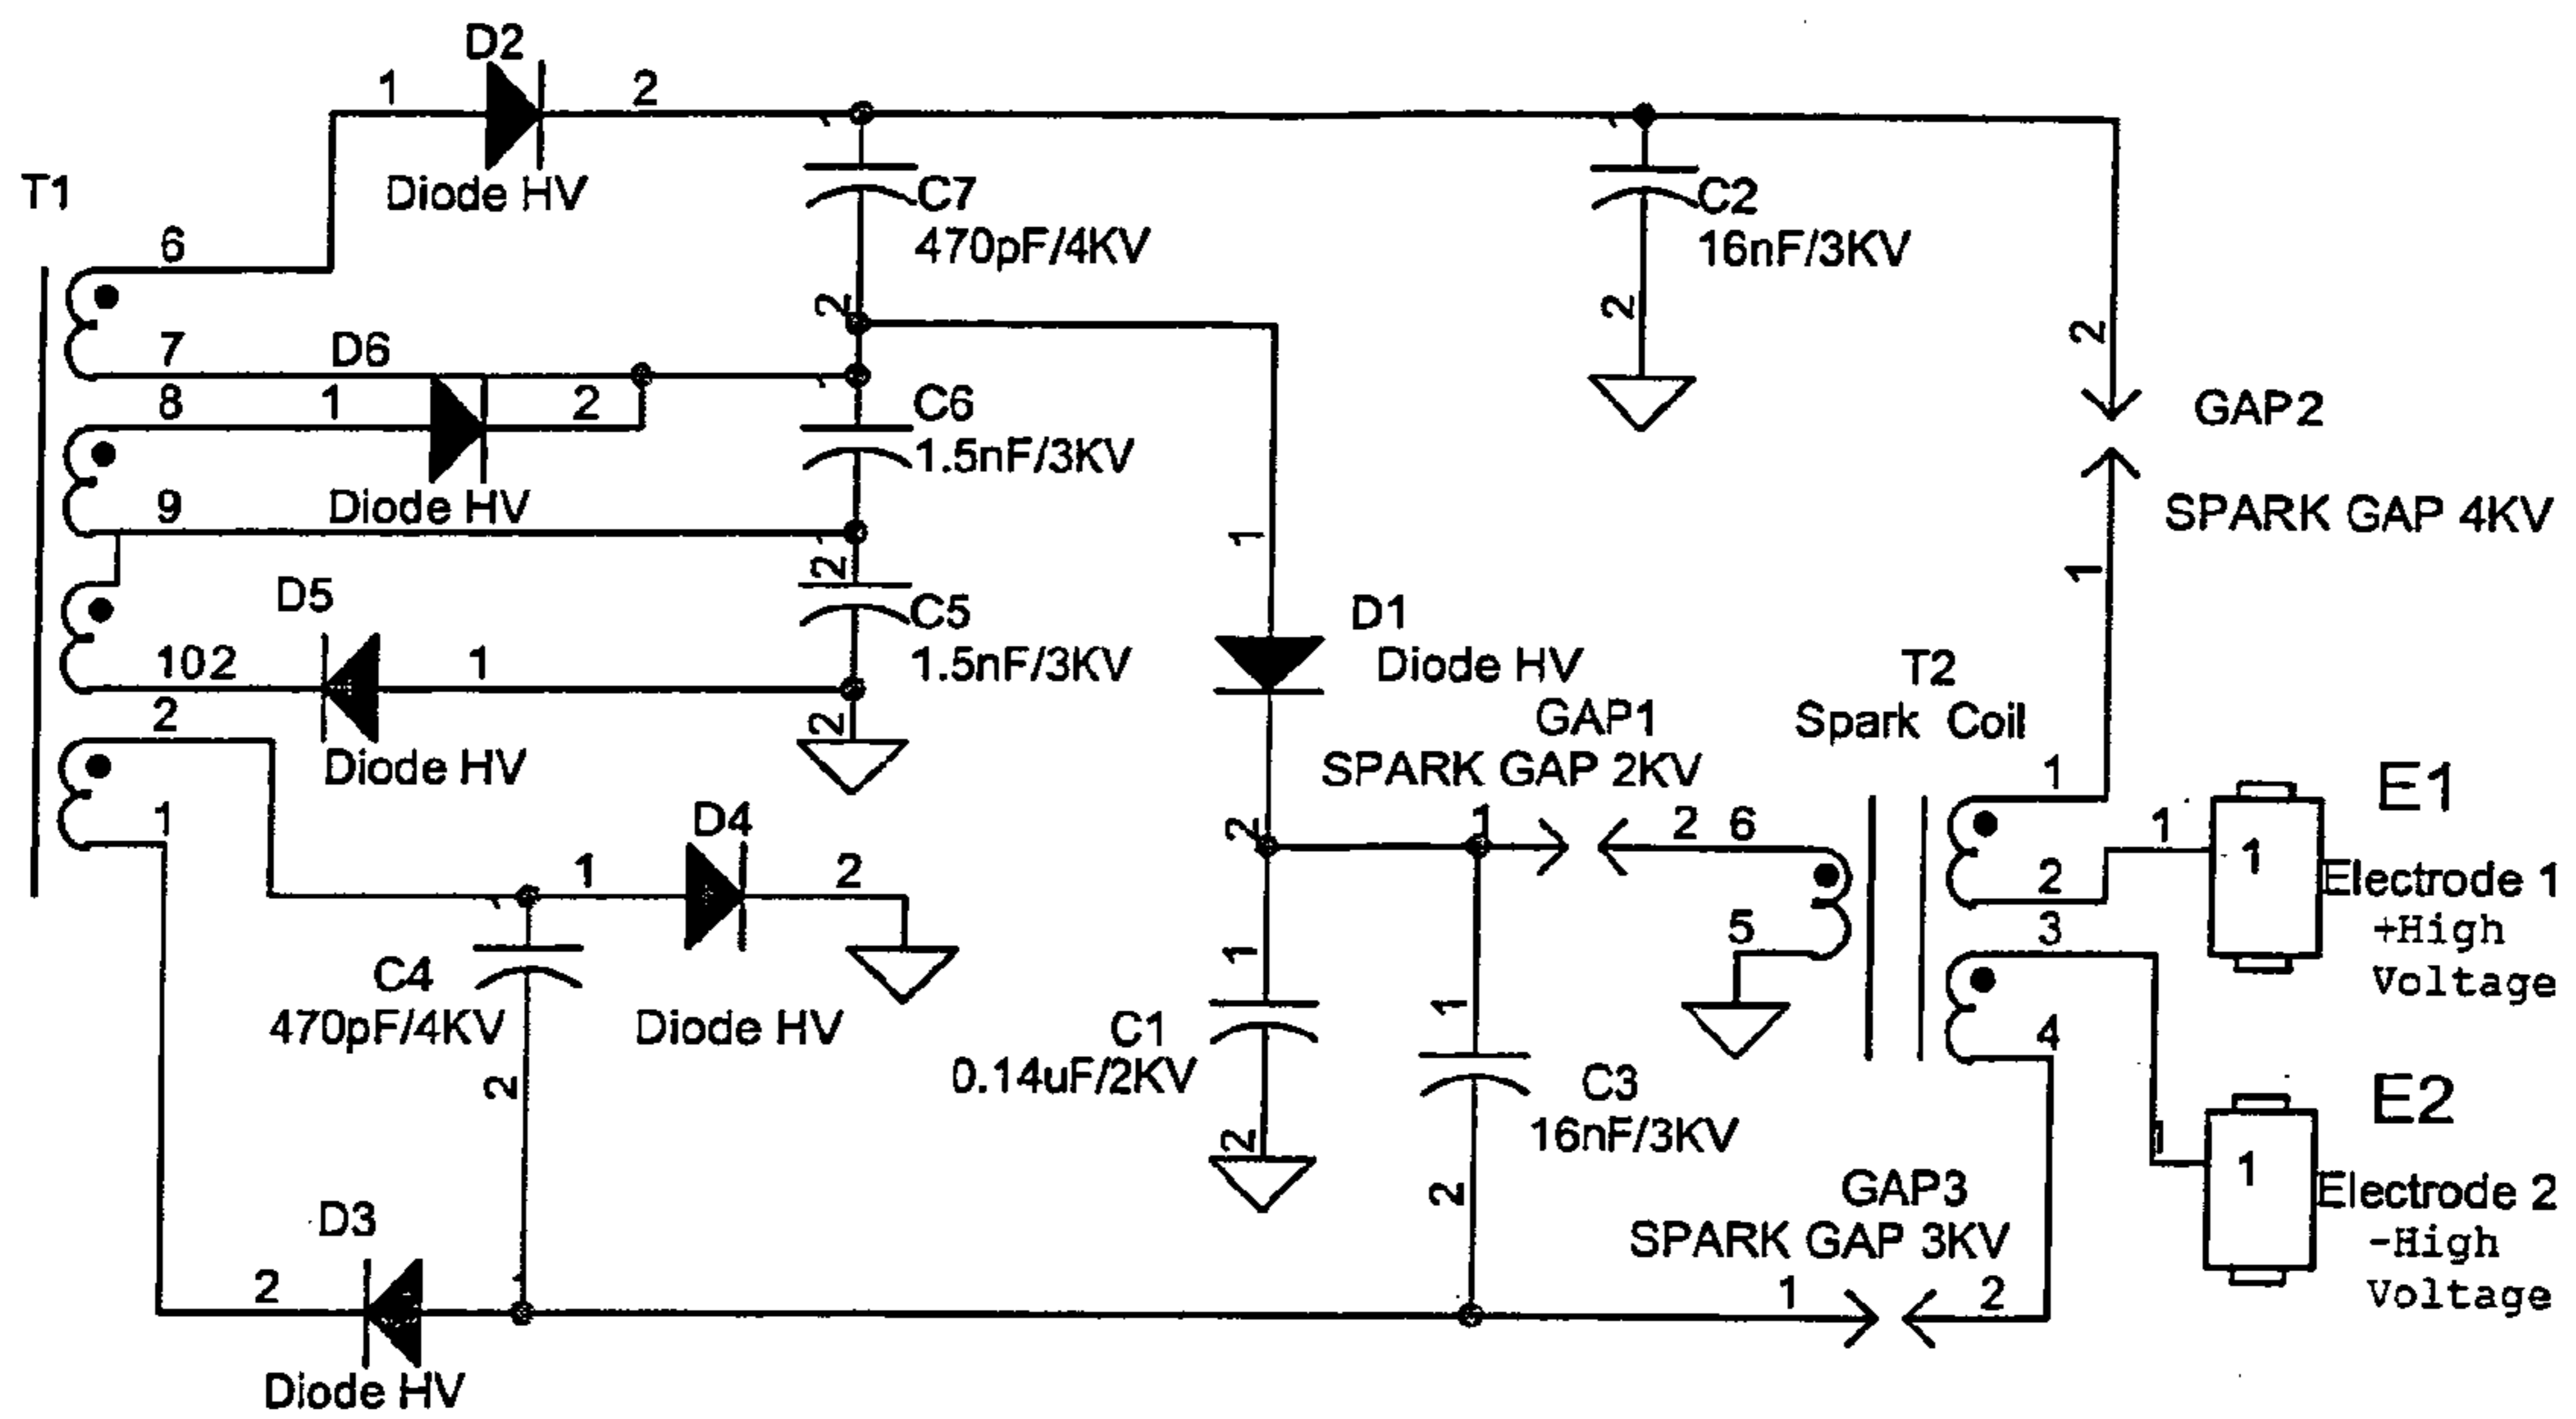 D2
1 2
Diode HV
T1
C7
470pF/4KV
2
C2
16nF/3KV
2
6
7
D6
8 1 2
Diode HV
9
C6
1.5nF/3KV
2
GAP2
SPARK GAP 4KV
1
2
D5
102 1
Diode HV
C5
1.5nF/3KV
2
1
D1
Diode HV
2
GAP1
SPARK GAP 2KV
1 2 6
5
T2
Spark Coil
1
2
3
4
1
1
E1
Electrode 1
+High
Voltage
2
1
D4
1 2
Diode HV
C4
470pF/4KV
2
1
C1
0.14uF/2KV
2
1
C3
16nF/3KV
2
1
E2
Electrode 2
-High
Voltage
D3
2
Diode HV
GAP3
SPARK GAP 3KV
1 2